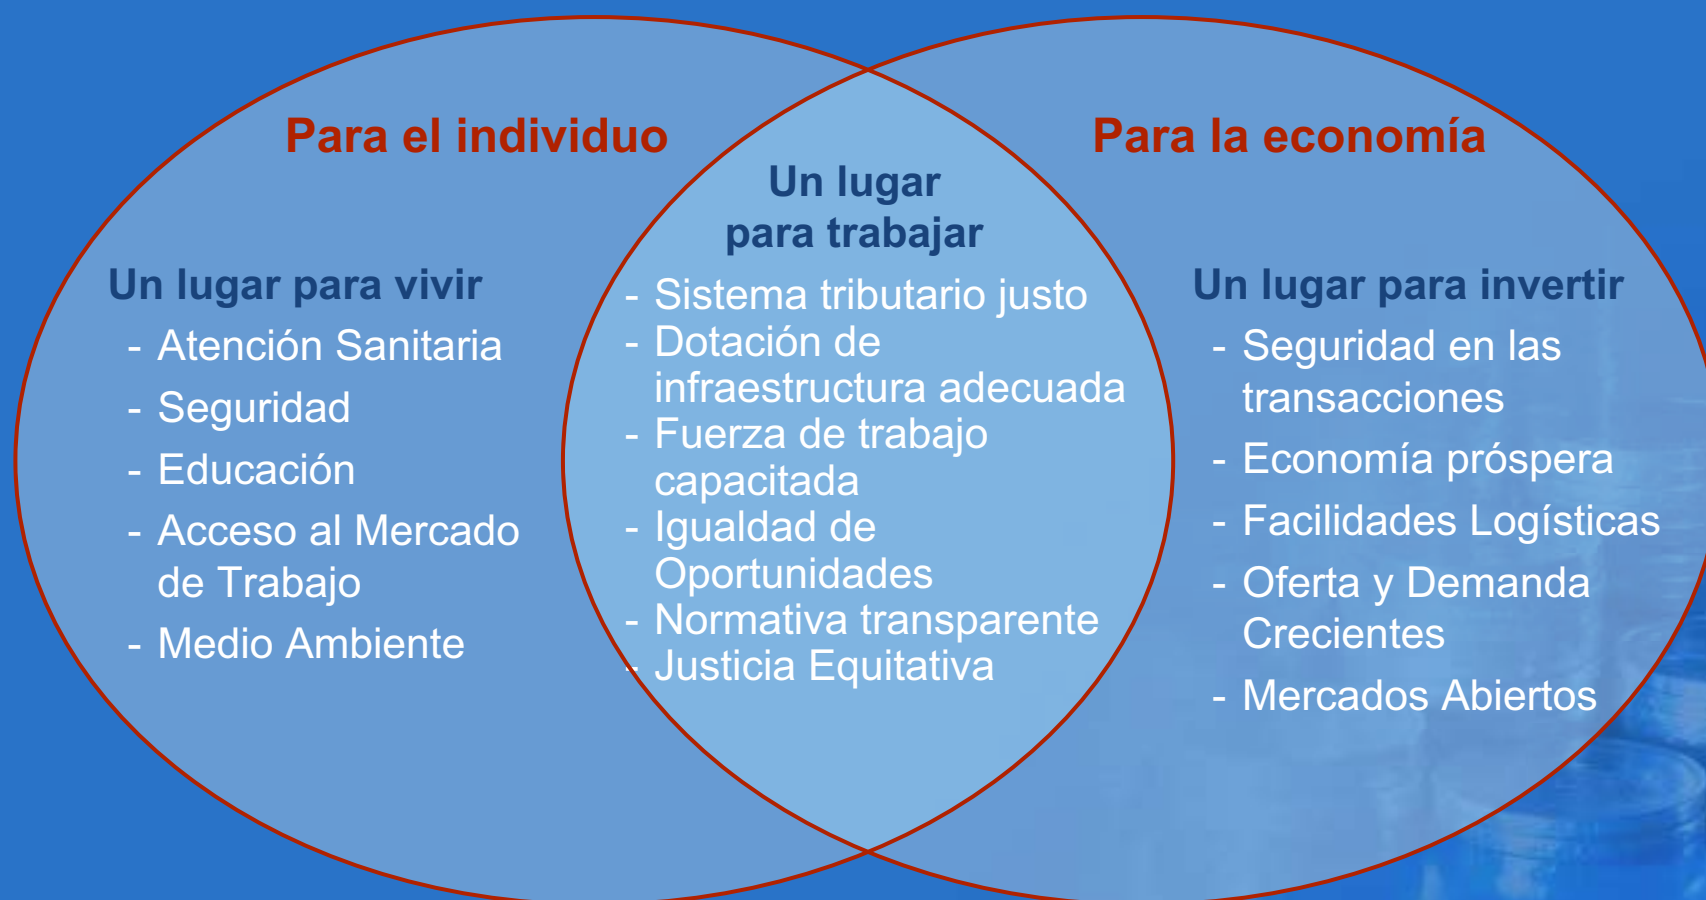 Para el individuo
Un lugar para vivir
- Atención Sanitaria
- Seguridad
- Educación
- Acceso al Mercado
de Trabajo
- Medio Ambiente
Un lugar
para trabajar
- Sistema tributario justo
- Dotación de
infraestructura adecuada
- Fuerza de trabajo
capacitada
- Igualdad de
Oportunidades
- Normativa transparente
- Justicia Equitativa
Para la economía
Un lugar para invertir
- Seguridad en las
transacciones
- Economía próspera
- Facilidades Logísticas
- Oferta y Demanda
Crecientes
- Mercados Abiertos